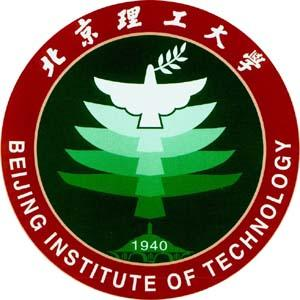 北京理工大學
1940
BEIJING INSTITUTE OF TECHNOLOGY